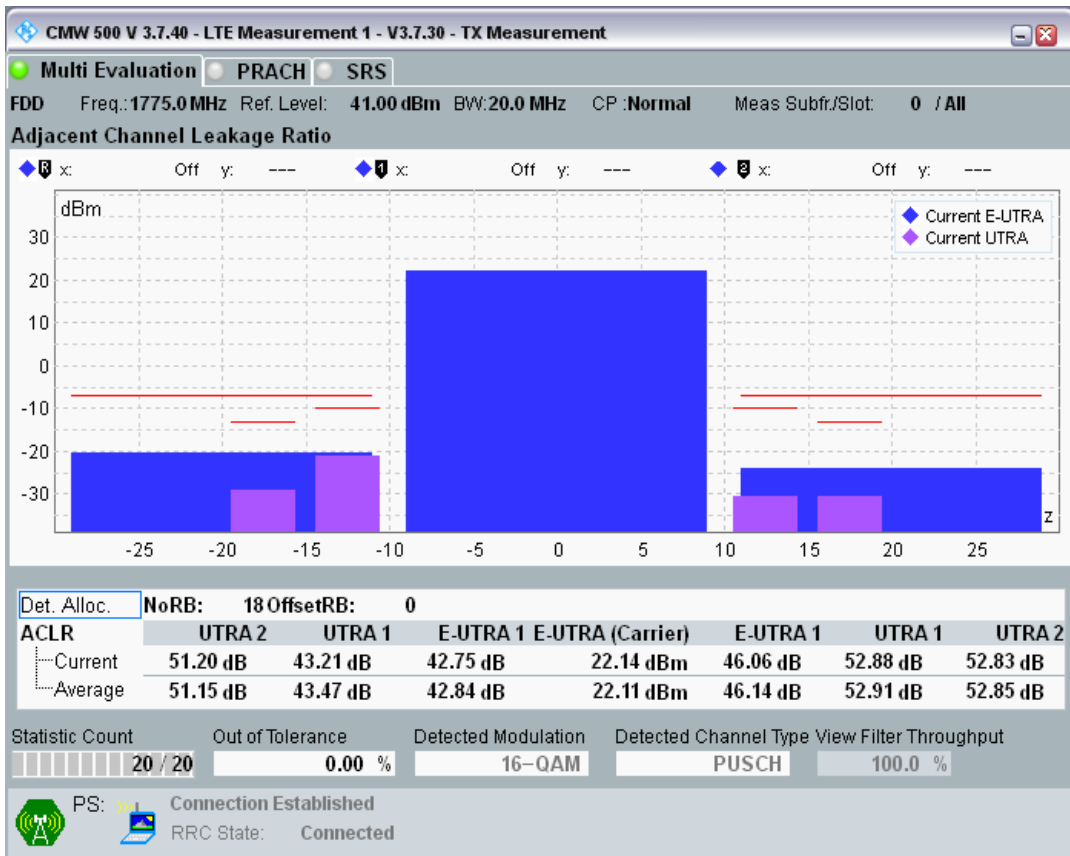 CMW 500 V 3.7.40 - LTE Measurement 1 - V3.7.30 - TX Measurement
Multi Evaluation PRACH SRS
FDD Freq.:1775.0 MHz Ref. Level: 41.00 dBm BW:20.0 MHz CP :Normal Meas Subfr./Slot: 0 / All
Adjacent Channel Leakage Ratio
R x: Off y: --- 1 x: Off y: --- 2 x: Off y: ---
dBm
Current E-UTRA
Current UTRA
30
20
10
0
-10
-20
-30
z
-25 -20 -15 -10 -5 0 5 10 15 20 25
Det. Alloc. NoRB: 18 OffsetRB: 0
ACLR UTRA 2 UTRA 1 E-UTRA 1 E-UTRA (Carrier) E-UTRA 1 UTRA 1 UTRA 2
Current 51.20 dB 43.21 dB 42.75 dB 22.14 dBm 46.06 dB 52.88 dB 52.83 dB
Average 51.15 dB 43.47 dB 42.84 dB 22.11 dBm 46.14 dB 52.91 dB 52.85 dB
Statistic Count Out of Tolerance Detected Modulation Detected Channel Type View Filter Throughput
20 / 20 0.00 % 16-QAM PUSCH 100.0 %
PS: Connection Established
RRC State: Connected